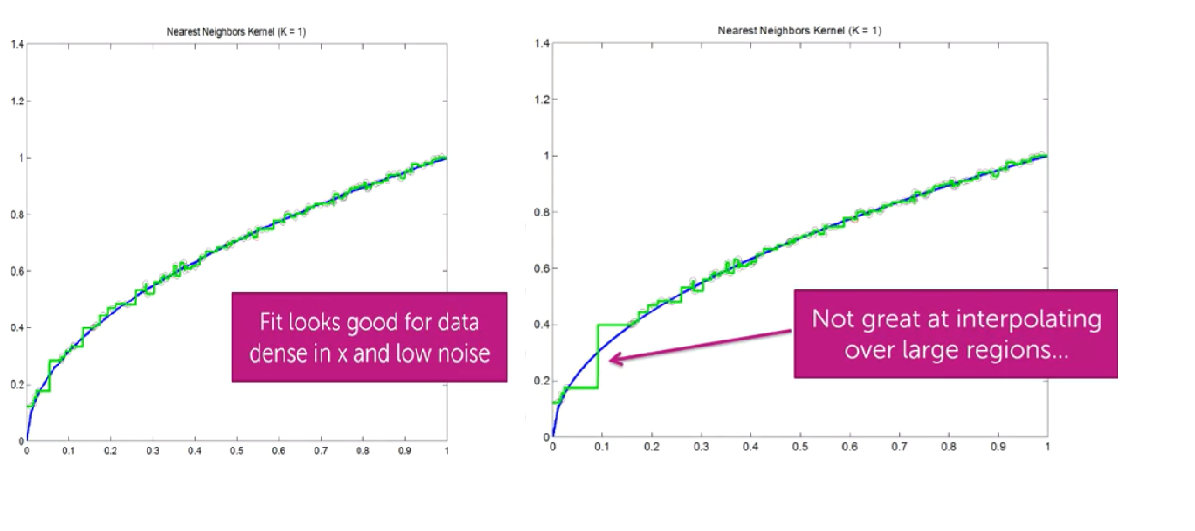 Nearest Neighbors Kernel (K = 1)
1.4
1.2
1
0.8
0.6
0.4
0.2
0
0 0.1 0.2 0.3 0.4 0.5 0.6 0.7 0.8 0.9 1
Fit looks good for data
dense in x and low noise
Nearest Neighbors Kernel (K = 1)
1.4
1.2
1
0.8
0.6
0.4
0.2
0
0 0.1 0.2 0.3 0.4 0.5 0.6 0.7 0.8 0.9 1
Not great at interpolating
over large regions...